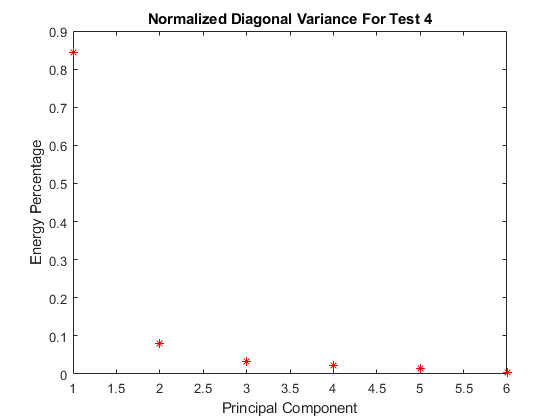 Normalized Diagonal Variance For Test 4
0.9
0.8
0.7
0.6
0.5
0.4
0.3
0.2
0.1
0
Energy Percentage
1 1.5 2 2.5 3 3.5 4 4.5 5 5.5 6
Principal Component